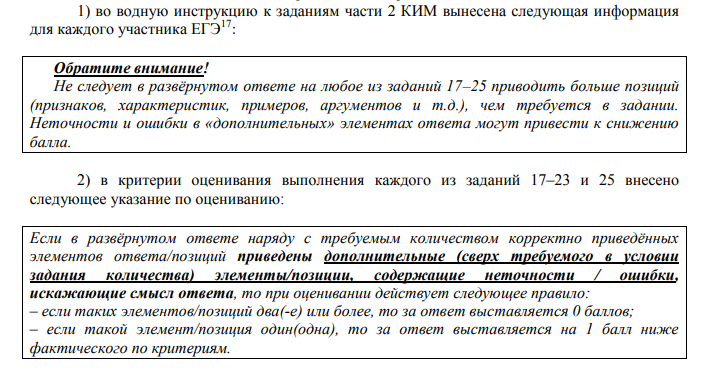 1) во водную инструкцию к заданиям части 2 КИМ вынесена следующая информация
для каждого участника ЕГЭ17:
Обратите внимание!
Не следует в развёрнутом ответе на любое из заданий 17–25 приводить больше позиций
(признаков, характеристик, примеров, аргументов и т.д.), чем требуется в задании.
Неточности и ошибки в «дополнительных» элементах ответа могут привести к снижению
балла.
2) в критерии оценивания выполнения каждого из заданий 17–23 и 25 внесено
следующее указание по оцениванию:
Если в развёрнутом ответе наряду с требуемым количеством корректно приведённых
элементов ответа/позиций приведены дополнительные (сверх требуемого в условии
задания количества) элементы/позиции, содержащие неточности / ошибки,
искажающие смысл ответа, то при оценивании действует следующее правило:
– если таких элементов/позиций два(-е) или более, то за ответ выставляется 0 баллов;
– если такой элемент/позиция один(одна), то за ответ выставляется на 1 балл ниже
фактического по критериям.